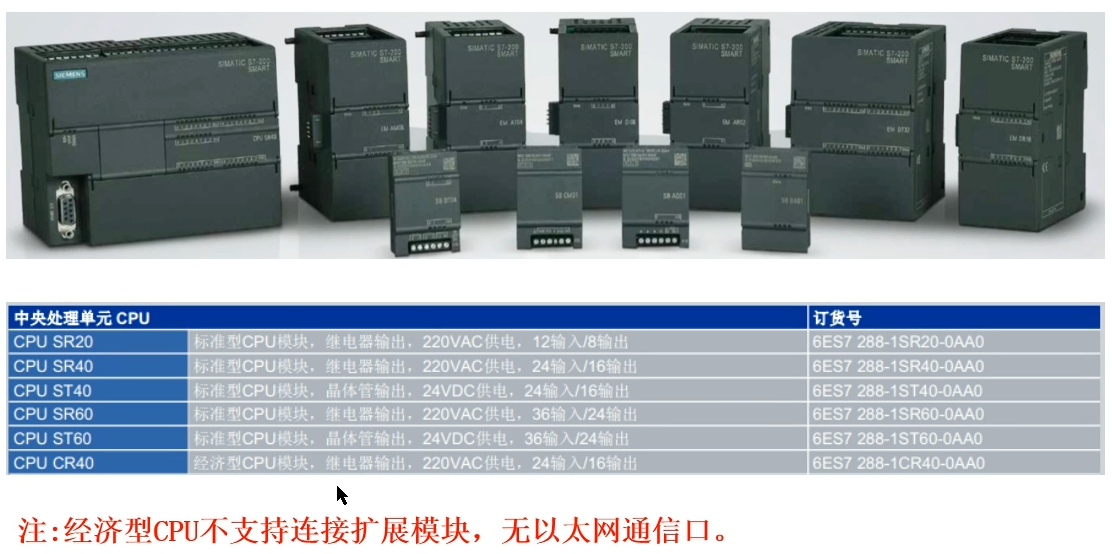 SIEMENS
SIMATIC S7-200
SMART
CPU SR40
SIMATIC S7-200
SMART
EM AM06
SIMATIC S7-200
SMART
SIMATIC S7-200
SMART
SIMATIC S7-200
SMART
SIMATIC S7-200
SMART
EM DT32
SIMATIC S7-200
SMART
EM DR16
SB DT04
SB CM01
SB AQ01
中央处理单元 CPU 订货号
CPU SR20 标准型CPU模块，继电器输出，220VAC供电，12输入/8输出 6ES7 288-1SR20-0AA0
CPU SR40 标准型CPU模块，继电器输出，220VAC供电，24输入/16输出 6ES7 288-1SR40-0AA0
CPU ST40 标准型CPU模块，晶体管输出，24VDC供电，24输入/16输出 6ES7 288-1ST40-0AA0
CPU SR60 标准型CPU模块，继电器输出，220VAC供电，36输入/24输出 6ES7 288-1SR60-0AA0
CPU ST60 标准型CPU模块，晶体管输出，24VDC供电，36输入/24输出 6ES7 288-1ST60-0AA0
CPU CR40 经济型CPU模块，继电器输出，220VAC供电，24输入/16输出 6ES7 288-1CR40-0AA0
注:经济型CPU不支持连接扩展模块，无以太网通信口。